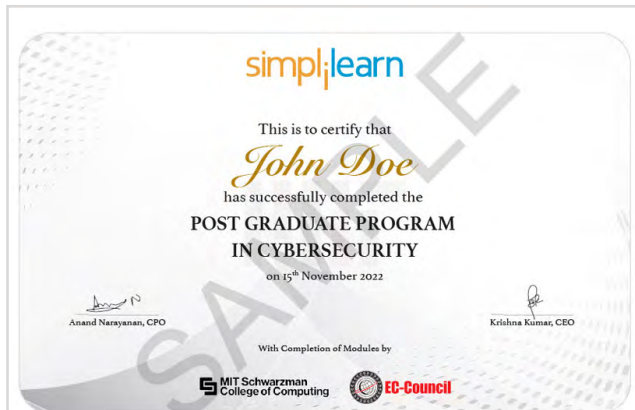 simplilearn
This is to certify that
John Doe
has successfully completed the
POST GRADUATE PROGRAM
IN CYBERSECURITY
on 15th November 2022
Anand Narayanan, CPO
Krishna Kumar, CEO
With Completion of Modules by
MIT Schwarzman
College of Computing
EC-Council
SAMPLE